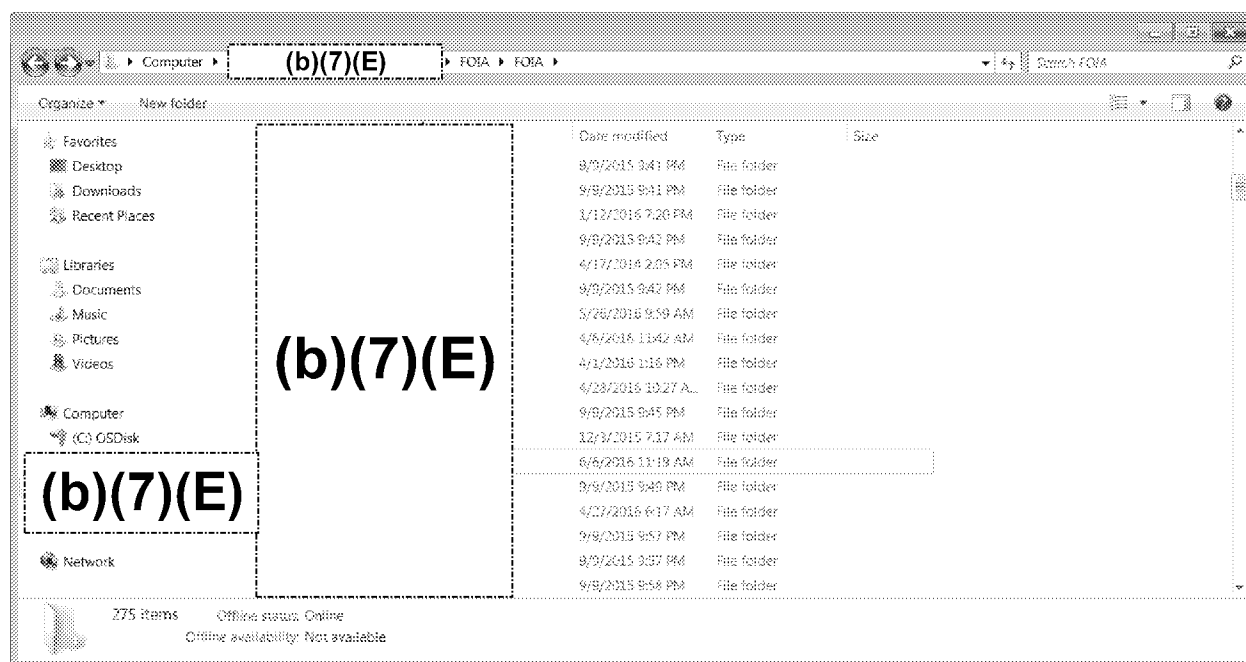 Computer ▸ (b)(7)(E) ▸ FOIA ▸ FOIA ▸ Search FOIA
Organize New folder
Favorites
Desktop
Downloads
Recent Places
Libraries
Documents
Music
Pictures
Videos
Computer
(C:) OSDisk
(b)(7)(E)
Network
(b)(7)(E)
Date modified Type Size
9:41 PM File folder
9/9/2015 9:41 PM File folder
1/12/2016 7:20 PM File folder
9/9/2015 9:42 PM File folder
4/17/2014 2:05 PM File folder
9/9/2015 9:42 PM File folder
5/26/2016 9:59 AM File folder
4/6/2016 11:42 AM File folder
4/1/2016 1:16 PM File folder
4/28/2016 10:27 A... File folder
9/9/2015 9:45 PM File folder
12/3/2015 7:17 AM File folder
6/6/2016 11:19 AM File folder
9/9/2015 9:49 PM File folder
4/27/2016 6:17 AM File folder
9/9/2015 9:57 PM File folder
9/9/2015 9:57 PM File folder
9/9/2015 9:58 PM File folder
275 items Offline status: Online
Offline availability: Not available